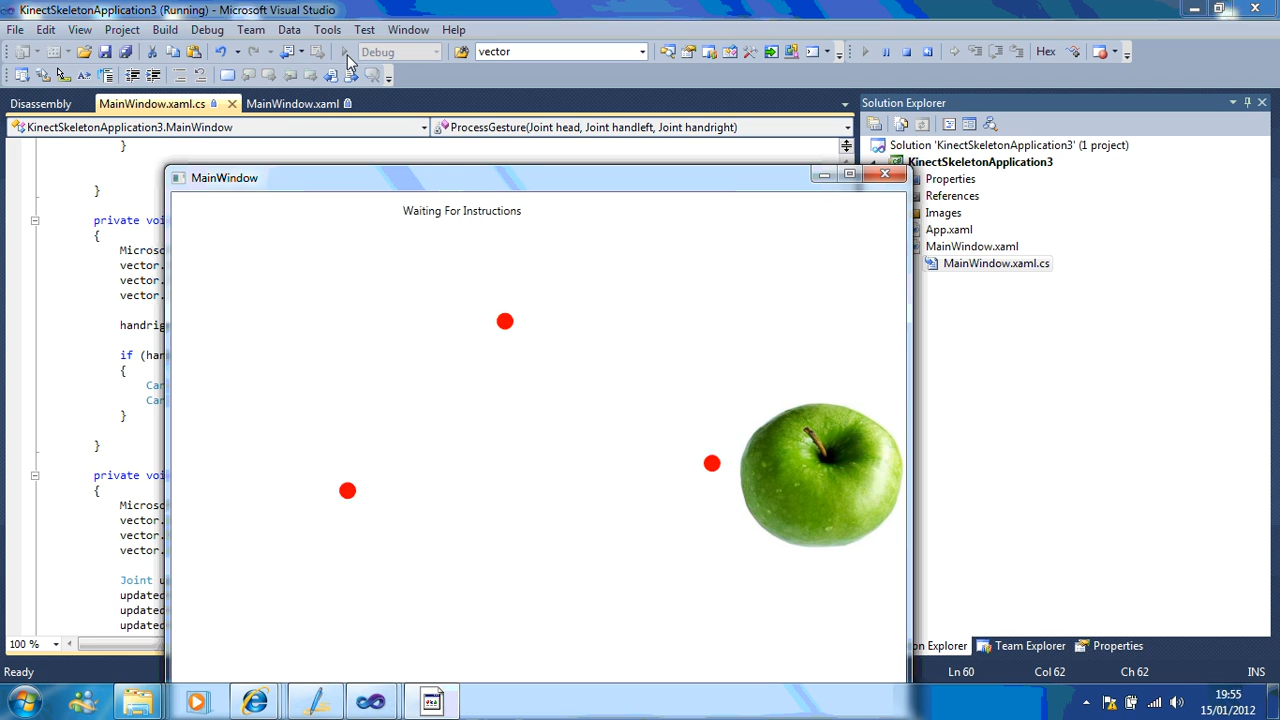 KinectSkeletonApplication3 (Running) - Microsoft Visual Studio
File Edit View Project Build Debug Team Data Tools Test Window Help
Debug vector Hex
Disassembly MainWindow.xaml.cs MainWindow.xaml
Solution Explorer
KinectSkeletonApplication3.MainWindow ProcessGesture(Joint head, Joint handleft, Joint handright)
}
}
private voi
{
Microso
vector.
vector.
vector.
handrig
if (han
{
Can
Can
}
}
private voi
{
Microso
vector.
vector.
vector.
Joint u
updated
updated
updated
100 %
MainWindow
Waiting For Instructions
Solution 'KinectSkeletonApplication3' (1 project)
KinectSkeletonApplication3
Properties
References
Images
App.xaml
MainWindow.xaml
MainWindow.xaml.cs
on Explorer Team Explorer Properties
Ready Ln 60 Col 62 Ch 62 INS
19:55
15/01/2012